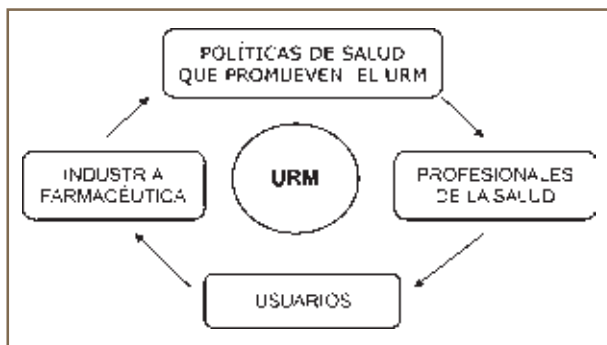 POLÍTICAS DE SALUD
QUE PROMUEVEN EL URM
INDUSTRIA
FARMACÉUTICA
URM
PROFESIONALES
DE LA SALUD
USUARIOS